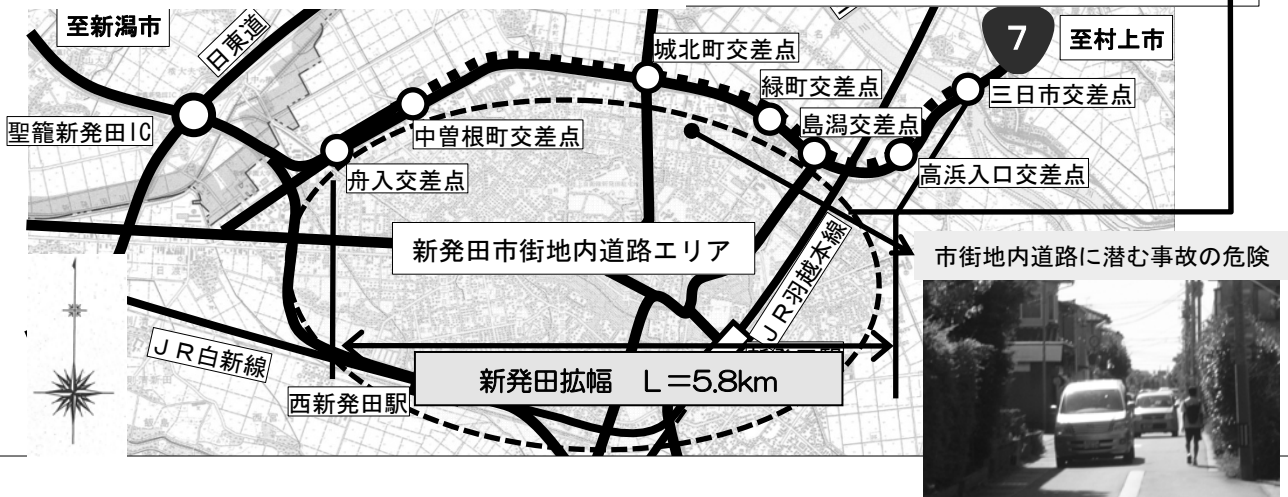 至新潟市
日東道
7
至村上市
城北町交差点
緑町交差点
三日市交差点
島潟交差点
聖籠新発田IC
中曽根町交差点
舟入交差点
高浜入口交差点
新発田市街地内道路エリア
JR羽越本線
市街地内道路に潜む事故の危険
JR白新線
新発田拡幅　L=5.8km
西新発田駅